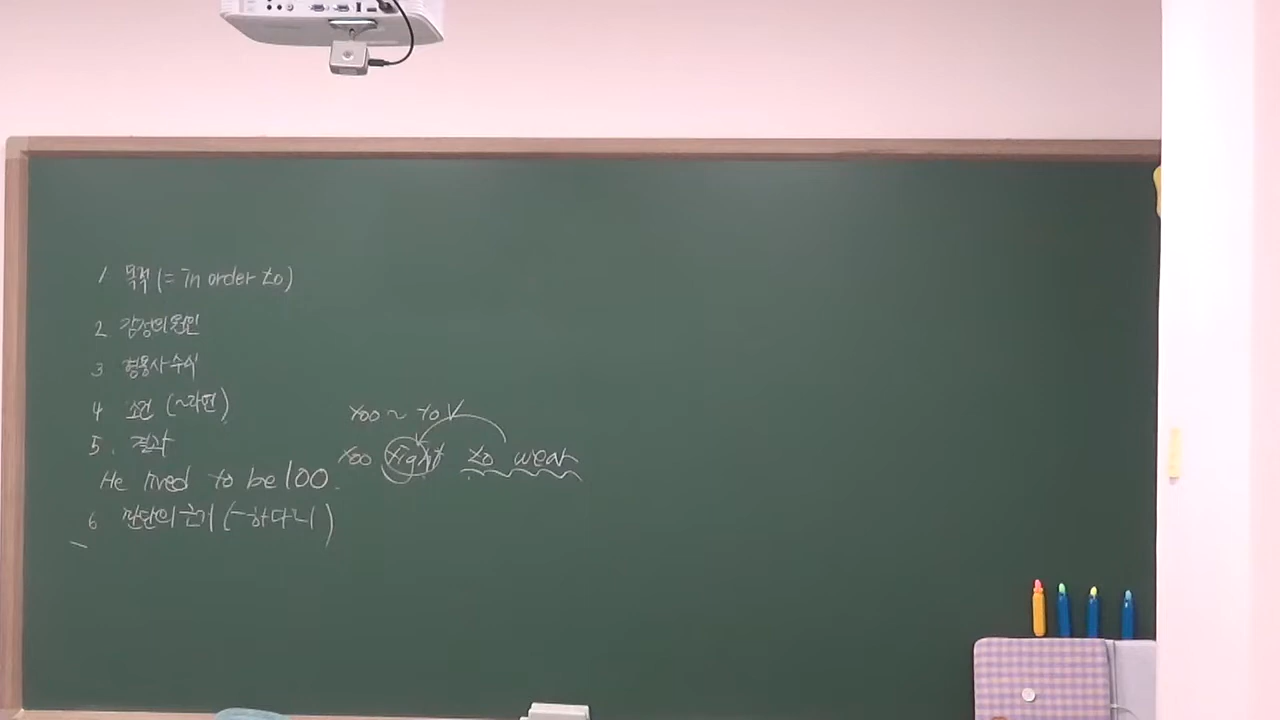 1 목적 (= in order to)
2 감정의 원인
3 형용사 수식
4 조건 (~라면)
5. 결과
He lived to be 100.
6 판단의 근거 (~하다니)
too ~ to V
too tight to wear